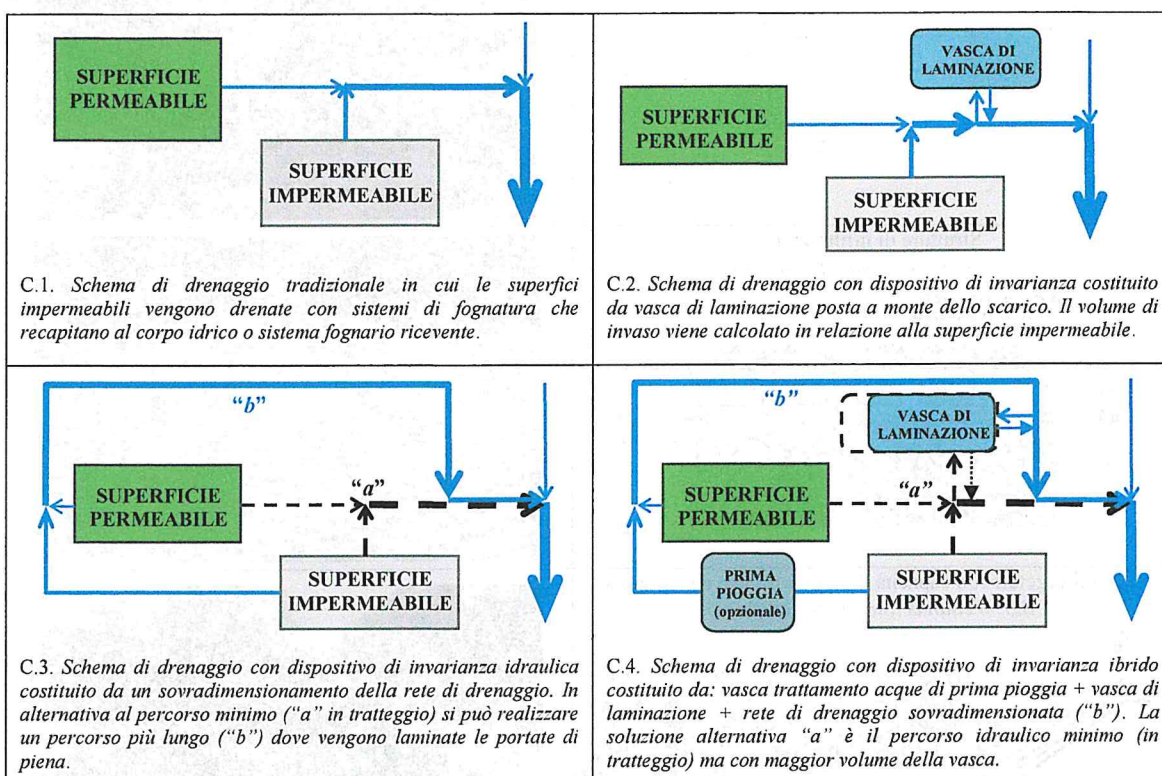 SUPERFICIE
PERMEABILE
SUPERFICIE
IMPERMEABILE
C.1. Schema di drenaggio tradizionale in cui le superfici
impermeabili vengono drenate con sistemi di fognatura che
recapitano al corpo idrico o sistema fognario ricevente.
VASCA DI
LAMINAZIONE
SUPERFICIE
PERMEABILE
SUPERFICIE
IMPERMEABILE
C.2. Schema di drenaggio con dispositivo di invarianza costituito
da vasca di laminazione posta a monte dello scarico. Il volume di
invaso viene calcolato in relazione alla superficie impermeabile.
“b”
“a”
SUPERFICIE
PERMEABILE
SUPERFICIE
IMPERMEABILE
C.3. Schema di drenaggio con dispositivo di invarianza idraulica
costituito da un sovradimensionamento della rete di drenaggio. In
alternativa al percorso minimo (“a” in tratteggio) si può realizzare
un percorso più lungo (“b”) dove vengono laminate le portate di
piena.
“b”
VASCA DI
LAMINAZIONE
“a”
SUPERFICIE
PERMEABILE
PRIMA
PIOGGIA
(opzionale)
SUPERFICIE
IMPERMEABILE
C.4. Schema di drenaggio con dispositivo di invarianza ibrido
costituito da: vasca trattamento acque di prima pioggia + vasca di
laminazione + rete di drenaggio sovradimensionata (“b”). La
soluzione alternativa “a” è il percorso idraulico minimo (in
tratteggio) ma con maggior volume della vasca.